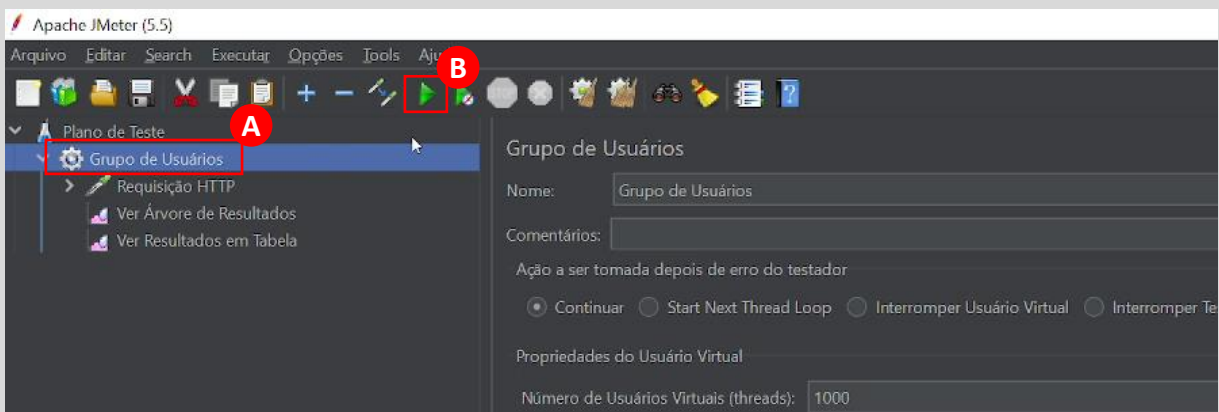 Apache JMeter (5.5)
Arquivo Editar Search Executar Opções Tools
B
A
Plano de Teste
Grupo de Usuários
Requisição HTTP
Ver Árvore de Resultados
Ver Resultados em Tabela
Grupo de Usuários
Nome: Grupo de Usuários
Comentários:
Ação a ser tomada depois de erro do testador
Continuar Start Next Thread Loop Interromper Usuário Virtual Interromper
Propriedades do Usuário Virtual
Número de Usuários Virtuais (threads): 1000